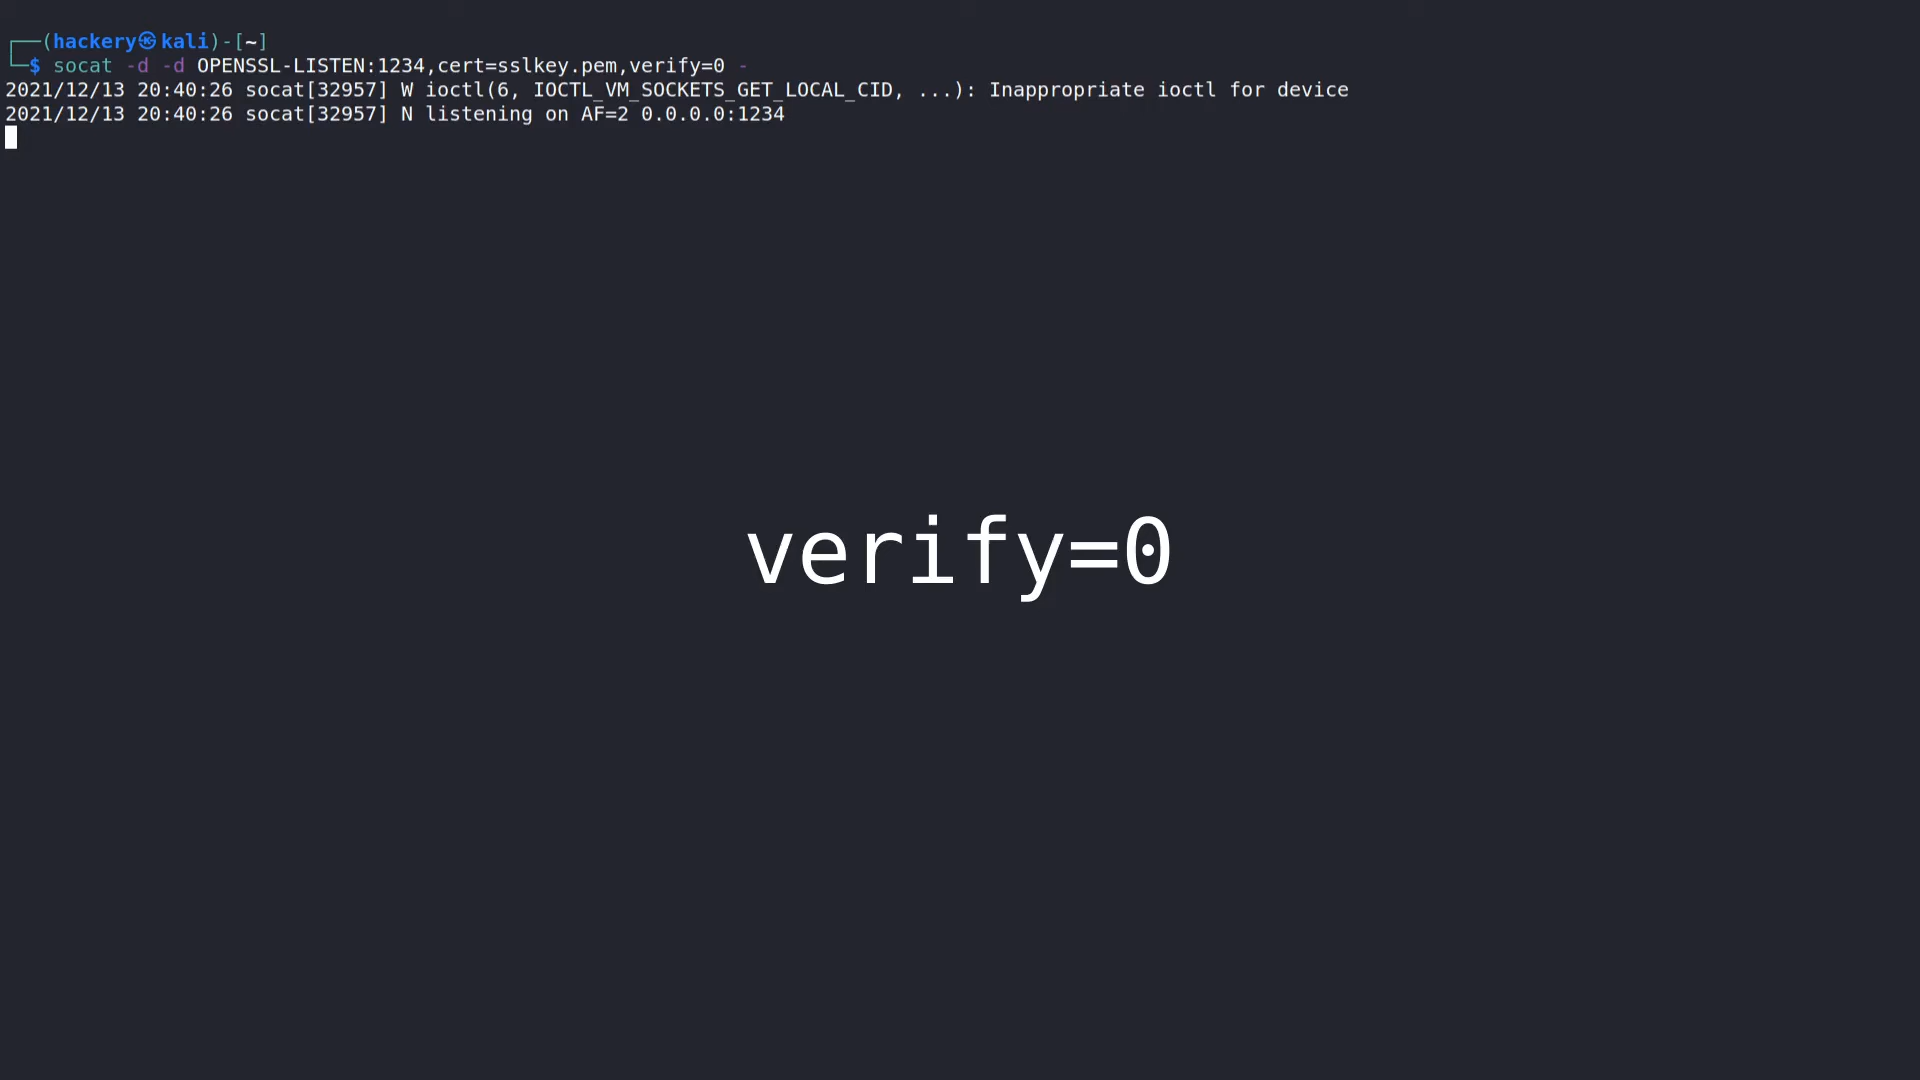 ┌──(hackery㉿kali)-[~]
└─$ socat -d -d OPENSSL-LISTEN:1234,cert=sslkey.pem,verify=0 -
2021/12/13 20:40:26 socat[32957] W ioctl(6, IOCTL_VM_SOCKETS_GET_LOCAL_CID, ...): Inappropriate ioctl for device
2021/12/13 20:40:26 socat[32957] N listening on AF=2 0.0.0.0:1234
verify=0